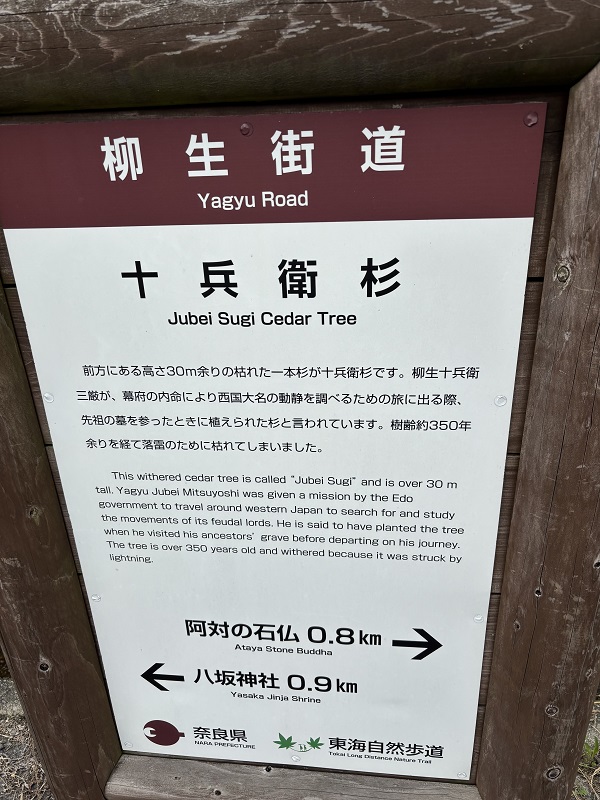 柳生街道
Yagyu Road
十兵衛杉
Jubei Sugi Cedar Tree
前方にある高さ30m余りの枯れた一本杉が十兵衛杉です。柳生十兵衛
三厳が、幕府の内命により西国大名の動静を調べるための旅に出る際、
先祖の墓を参ったときに植えられた杉と言われています。樹齢約350年
余りを経て落雷のために枯れてしまいました。
This withered cedar tree is called “Jubei Sugi” and is over 30 m
tall. Yagyu Jubei Mitsuyoshi was given a mission by the Edo
government to travel around western Japan to search for and study
the movements of its feudal lords. He is said to have planted the tree
when he visited his ancestors’ grave before departing on his journey.
The tree is over 350 years old and withered because it was struck by
lightning.
阿対の石仏 0.8km →
Ataya Stone Buddha
← 八坂神社 0.9km
Yasaka Jinja Shrine
奈良県
NARA PREFECTURE
東海自然歩道
Tokai Long Distance Nature Trail